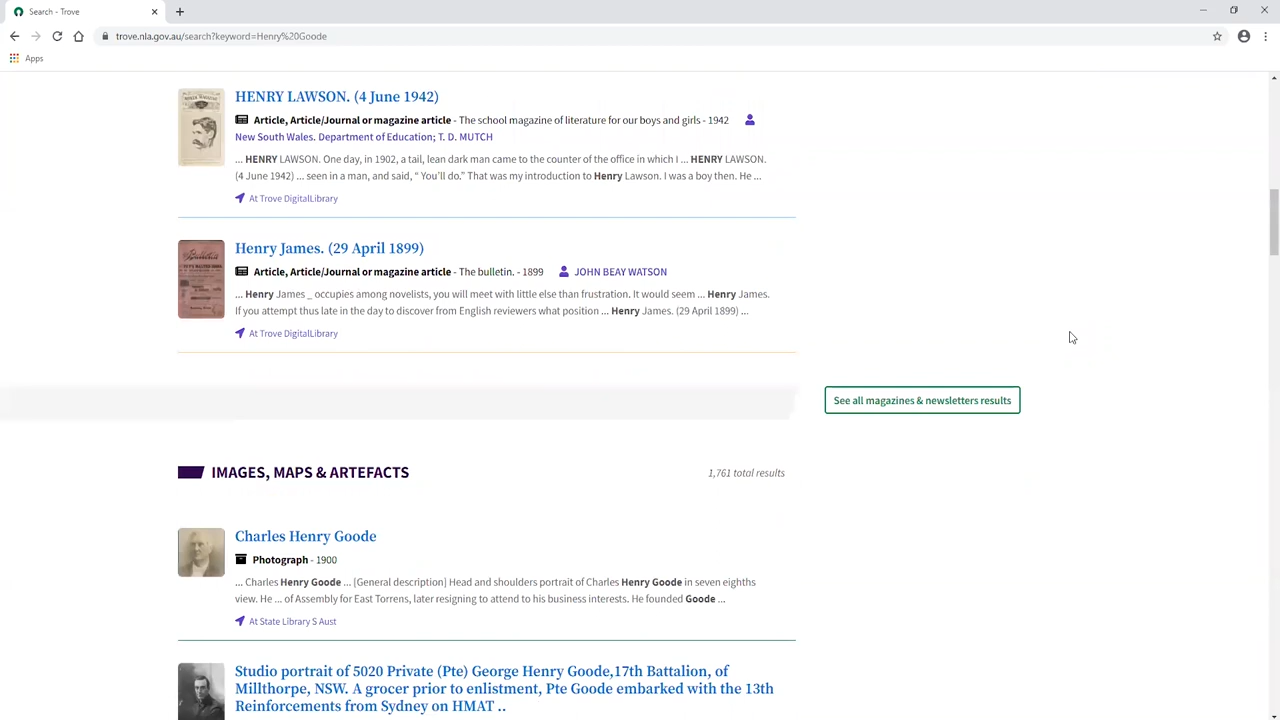 Search - Trove
trove.nla.gov.au/search?keyword=Henry%20Goode
Apps
HENRY LAWSON. (4 June 1942)
Article, Article/Journal or magazine article - The school magazine of literature for our boys and girls - 1942
New South Wales. Department of Education; T. D. MUTCH
... HENRY LAWSON. One day, in 1902, a tail, lean dark man came to the counter of the office in which I ... HENRY LAWSON.
(4 June 1942) ... seen in a man, and said, “ You'll do.” That was my introduction to Henry Lawson. I was a boy then. He ...
At Trove DigitalLibrary
Henry James. (29 April 1899)
Article, Article/Journal or magazine article - The bulletin. - 1899 JOHN BEAY WATSON
... Henry James _ occupies among novelists, you will meet with little else than frustration. It would seem ... Henry James.
If you attempt thus late in the day to discover from English reviewers what position ... Henry James. (29 April 1899) ...
At Trove DigitalLibrary
See all magazines & newsletters results
IMAGES, MAPS & ARTEFACTS 1,761 total results
Charles Henry Goode
Photograph - 1900
... Charles Henry Goode ... [General description] Head and shoulders portrait of Charles Henry Goode in seven eighths
view. He ... of Assembly for East Torrens, later resigning to attend to his business interests. He founded Goode ...
At State Library S Aust
Studio portrait of 5020 Private (Pte) George Henry Goode,17th Battalion, of
Millthorpe, NSW. A grocer prior to enlistment, Pte Goode embarked with the 13th
Reinforcements from Sydney on HMAT ..